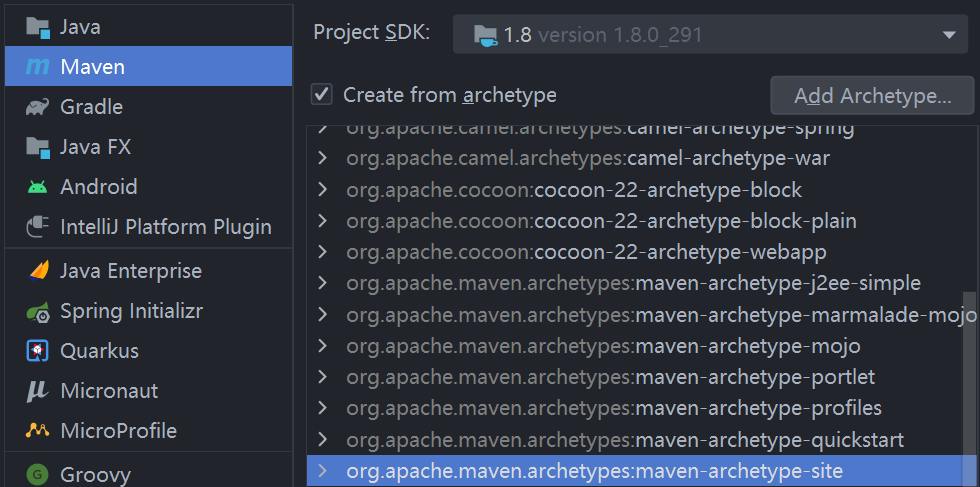 Java
Maven
Gradle
Java FX
Android
IntelliJ Platform Plugin
Java Enterprise
Spring Initializr
Quarkus
Micronaut
MicroProfile
Groovy
Project SDK:
1.8 version 1.8.0_291
Create from archetype
Add Archetype...
org.apache.camel.archetypes:camel-archetype-spring
org.apache.camel.archetypes:camel-archetype-war
org.apache.cocoon:cocoon-22-archetype-block
org.apache.cocoon:cocoon-22-archetype-block-plain
org.apache.cocoon:cocoon-22-archetype-webapp
org.apache.maven.archetypes:maven-archetype-j2ee-simple
org.apache.maven.archetypes:maven-archetype-marmalade-mojo
org.apache.maven.archetypes:maven-archetype-mojo
org.apache.maven.archetypes:maven-archetype-portlet
org.apache.maven.archetypes:maven-archetype-profiles
org.apache.maven.archetypes:maven-archetype-quickstart
org.apache.maven.archetypes:maven-archetype-site